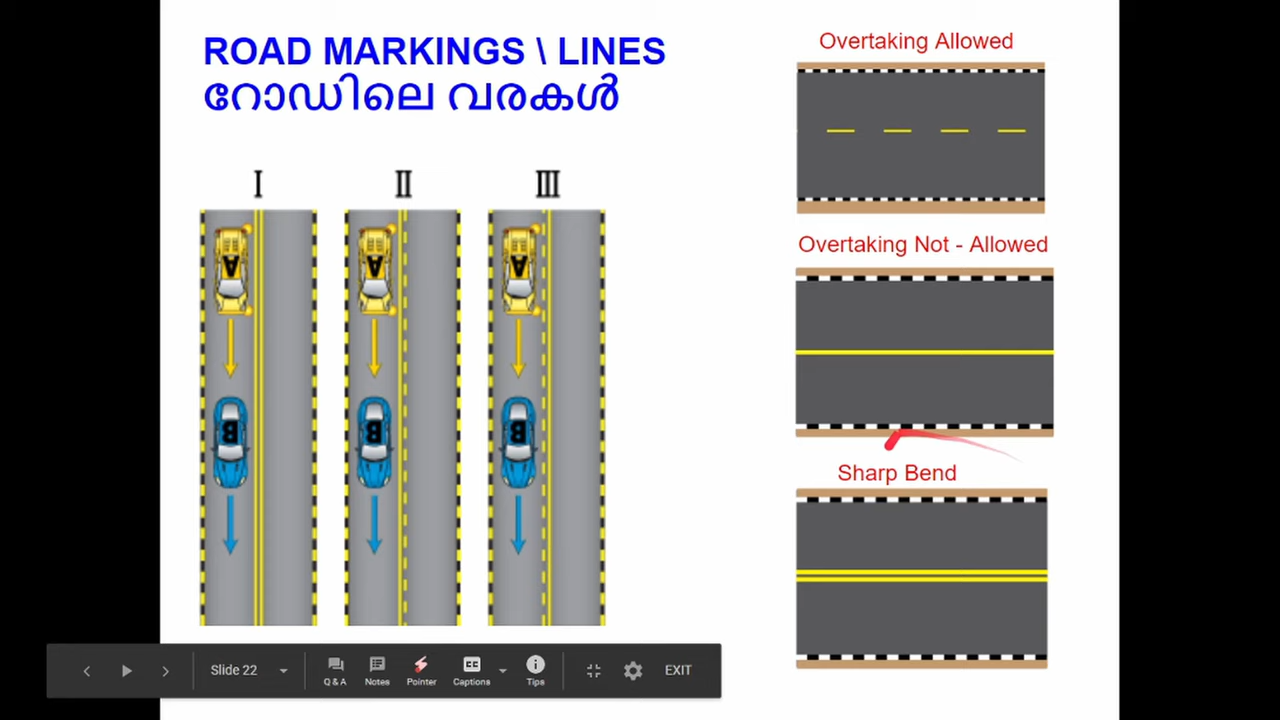 ROAD MARKINGS \ LINES
റോഡിലെ വരകൾ
I II III
A A A
B B B
Overtaking Allowed
Overtaking Not - Allowed
Sharp Bend
Slide 22
Q & A
Notes
Pointer
CC
Captions
Tips
EXIT